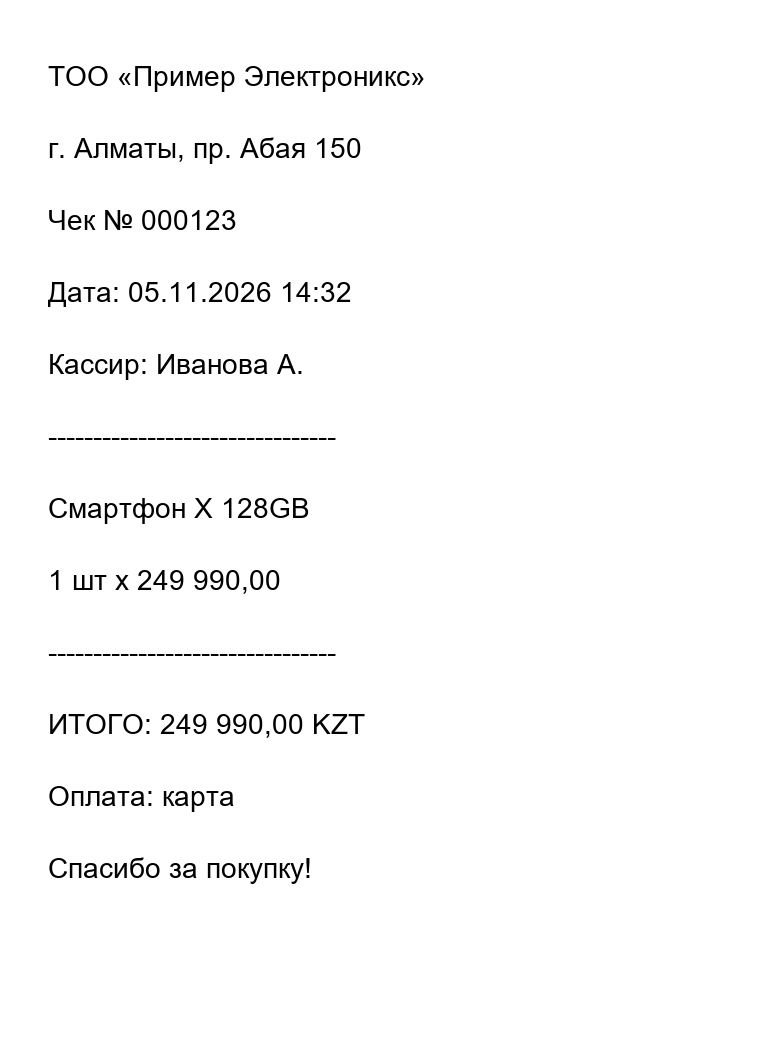 ТОО «Пример Электроникс»
г. Алматы, пр. Абая 150
Чек № 000123
Дата: 05.11.2026 14:32
Кассир: Иванова А.
--------------------------------
Смартфон X 128GB
1 шт x 249 990,00
--------------------------------
ИТОГО: 249 990,00 KZT
Оплата: карта
Спасибо за покупку!